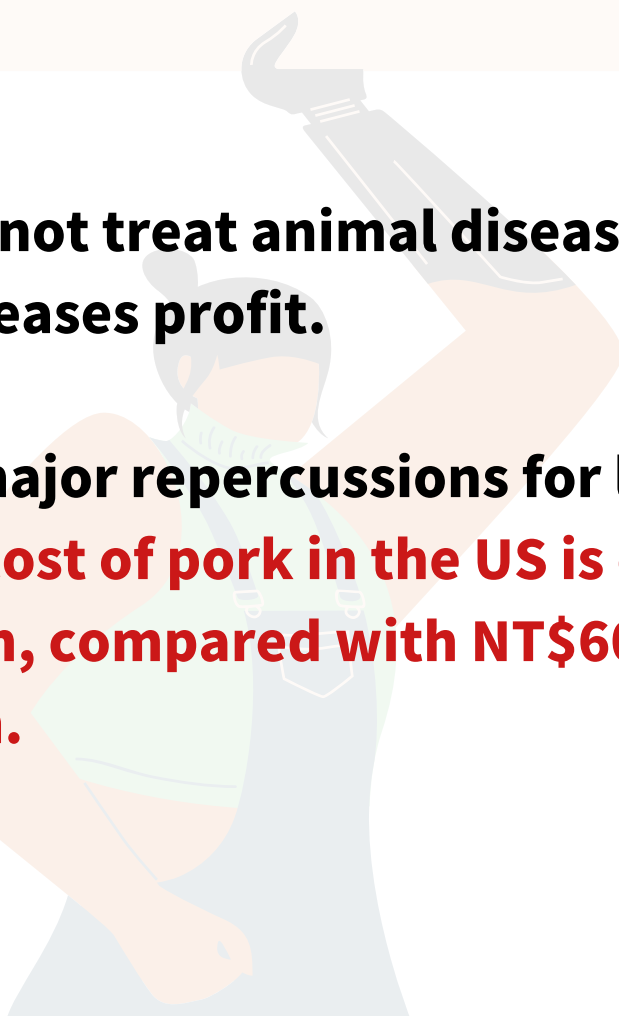 not treat animal diseas
eases profit.
ajor repercussions for
ost of pork in the US is
, compared with NT$6
.